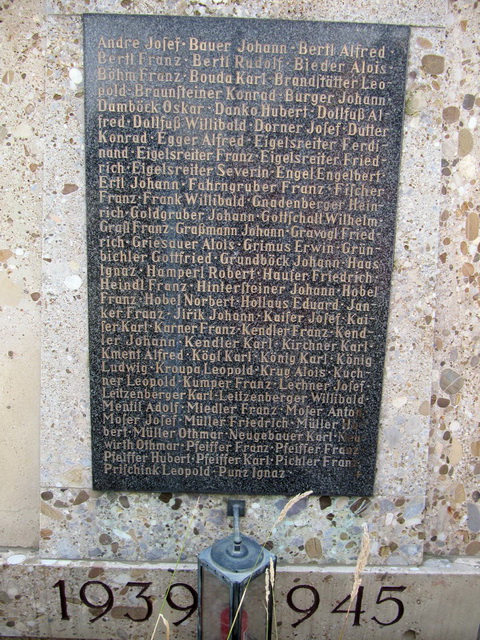 Andre Josef · Bauer Johann · Bertl Alfred
Bertl Franz · Bertl Rudolf · Bieder Alois
Böhm Franz · Bouda Karl · Brandstätter Leo-
pold · Braunsteiner Konrad · Burger Johann
Damböck Oskar · Danko Hubert · Dollfuß Al-
fred · Dollfuß Willibald · Dorner Josef · Dutter
Konrad · Egger Alfred · Eigelsreiter Ferdi-
nand · Eigelsreiter Franz · Eigelsreiter Fried-
rich · Eigelsreiter Severin · Engel Engelbert
Ertl Johann · Fahrngruber Franz · Fischer
Franz · Frank Willibald · Gnadenberger Hein-
rich · Goldgruber Johann · Gottschall Wilhelm
Graß Franz · Graßmann Johann · Gravogl Fried-
rich · Griesauer Alois · Grimus Erwin · Grün-
bichler Gottfried · Grundböck Johann · Haas
Ignaz · Hamperl Robert · Hauser Friedrich
Heindl Franz · Hintersteiner Johann · Hobel
Franz · Hobel Norbert · Hollaus Eduard · Jan-
ker Franz · Jirik Johann · Kaiser Josef · Kai-
ser Karl · Karner Franz · Kendler Franz · Kend-
ler Johann · Kendler Karl · Kirchner Karl
Kment Alfred · Kögl Karl · König Karl · König
Ludwig · Kroupa Leopold · Krug Alois · Kuch-
ner Leopold · Kumper Franz · Lechner Josef
Leitzenberger Karl · Leitzenberger Willibald
Mensik Adolf · Miedler Franz · Moser Anton
Moser Josef · Müller Friedrich · Müller
bert · Müller Othmar · Neugebauer Karl
wirth Othmar · Pfeiffer Franz · Pfeiffer Franz
Pfeiffer Hubert · Pfeiffer Karl · Pichler Franz
Prischink Leopold · Punz Ignaz
1939 1945